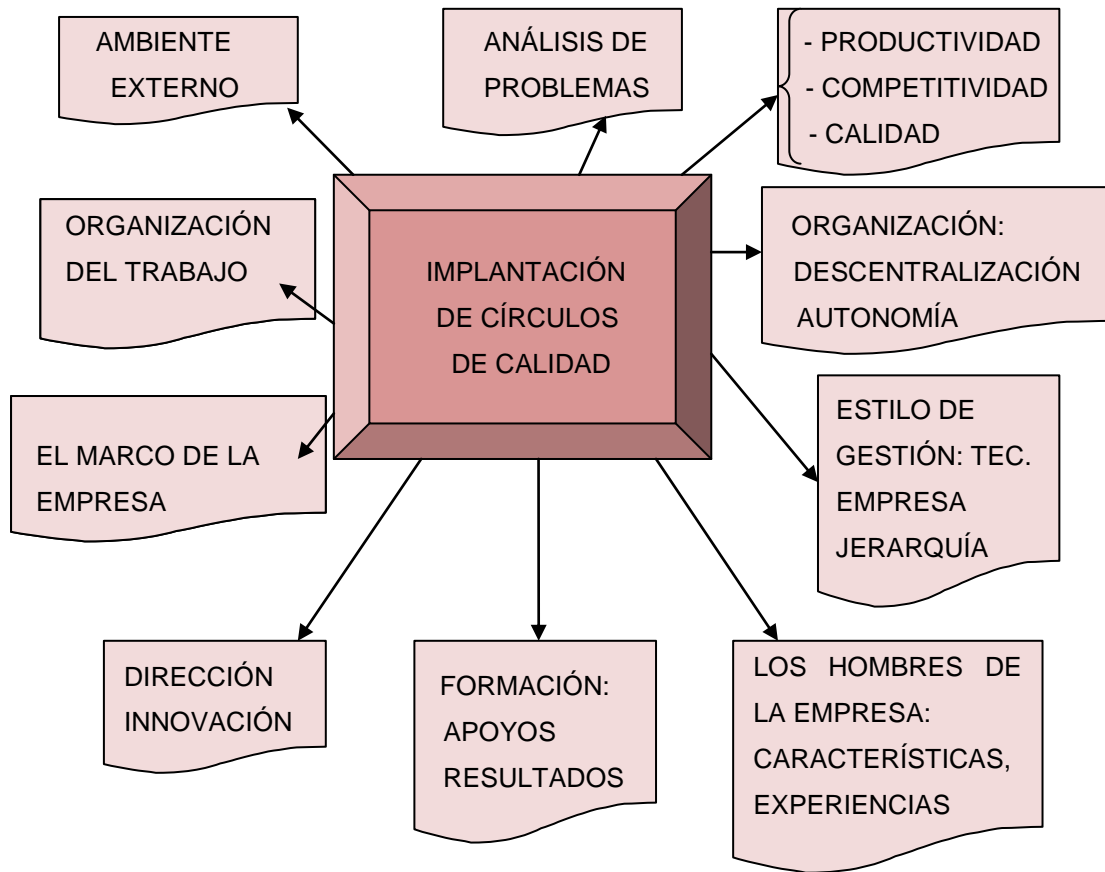 AMBIENTE
EXTERNO
ANÁLISIS DE
PROBLEMAS
- PRODUCTIVIDAD
- COMPETITIVIDAD
- CALIDAD
ORGANIZACIÓN
DEL TRABAJO
IMPLANTACIÓN
DE CÍRCULOS
DE CALIDAD
ORGANIZACIÓN:
DESCENTRALIZACIÓN
AUTONOMÍA
EL MARCO DE LA
EMPRESA
ESTILO DE
GESTIÓN: TEC.
EMPRESA
JERARQUÍA
DIRECCIÓN
INNOVACIÓN
FORMACIÓN:
APOYOS
RESULTADOS
LOS HOMBRES DE
LA EMPRESA:
CARACTERÍSTICAS,
EXPERIENCIAS